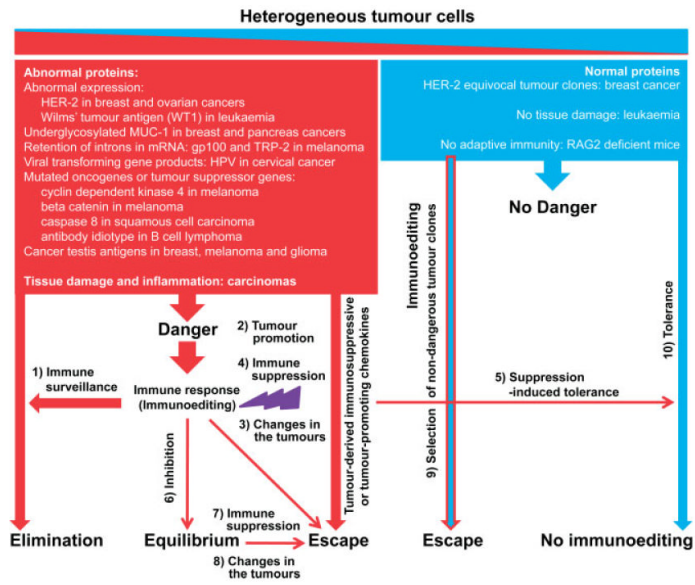 Heterogeneous tumour cells
Abnormal proteins:
Abnormal expression:
HER-2 in breast and ovarian cancers
Wilms' tumour antigen (WT1) in leukaemia
Underglycosylated MUC-1 in breast and pancreas cancers
Retention of introns in mRNA: gp100 and TRP-2 in melanoma
Viral transforming gene products: HPV in cervical cancer
Mutated oncogenes or tumour suppressor genes:
cyclin dependent kinase 4 in melanoma
beta catenin in melanoma
caspase 8 in squamous cell carcinoma
antibody idiotype in B cell lymphoma
Cancer testis antigens in breast, melanoma and glioma
Tissue damage and inflammation: carcinomas
Normal proteins
HER-2 equivocal tumour clones: breast cancer
No tissue damage: leukaemia
No adaptive immunity: RAG2 deficient mice
No Danger
Danger
2) Tumour
promotion
4) Immune
suppression
1) Immune
surveillance
Immune response
(Immunoediting)
3) Changes in
the tumours
Tumour-derived immunosuppressive
or tumour-promoting chemokines
Immunoediting
9) Selection of non-dangerous tumour clones
10) Tolerance
5) Suppression
-induced tolerance
6) Inhibition
7) Immune
suppression
8) Changes in
the tumours
Elimination
Equilibrium
Escape
Escape
No immunoediting